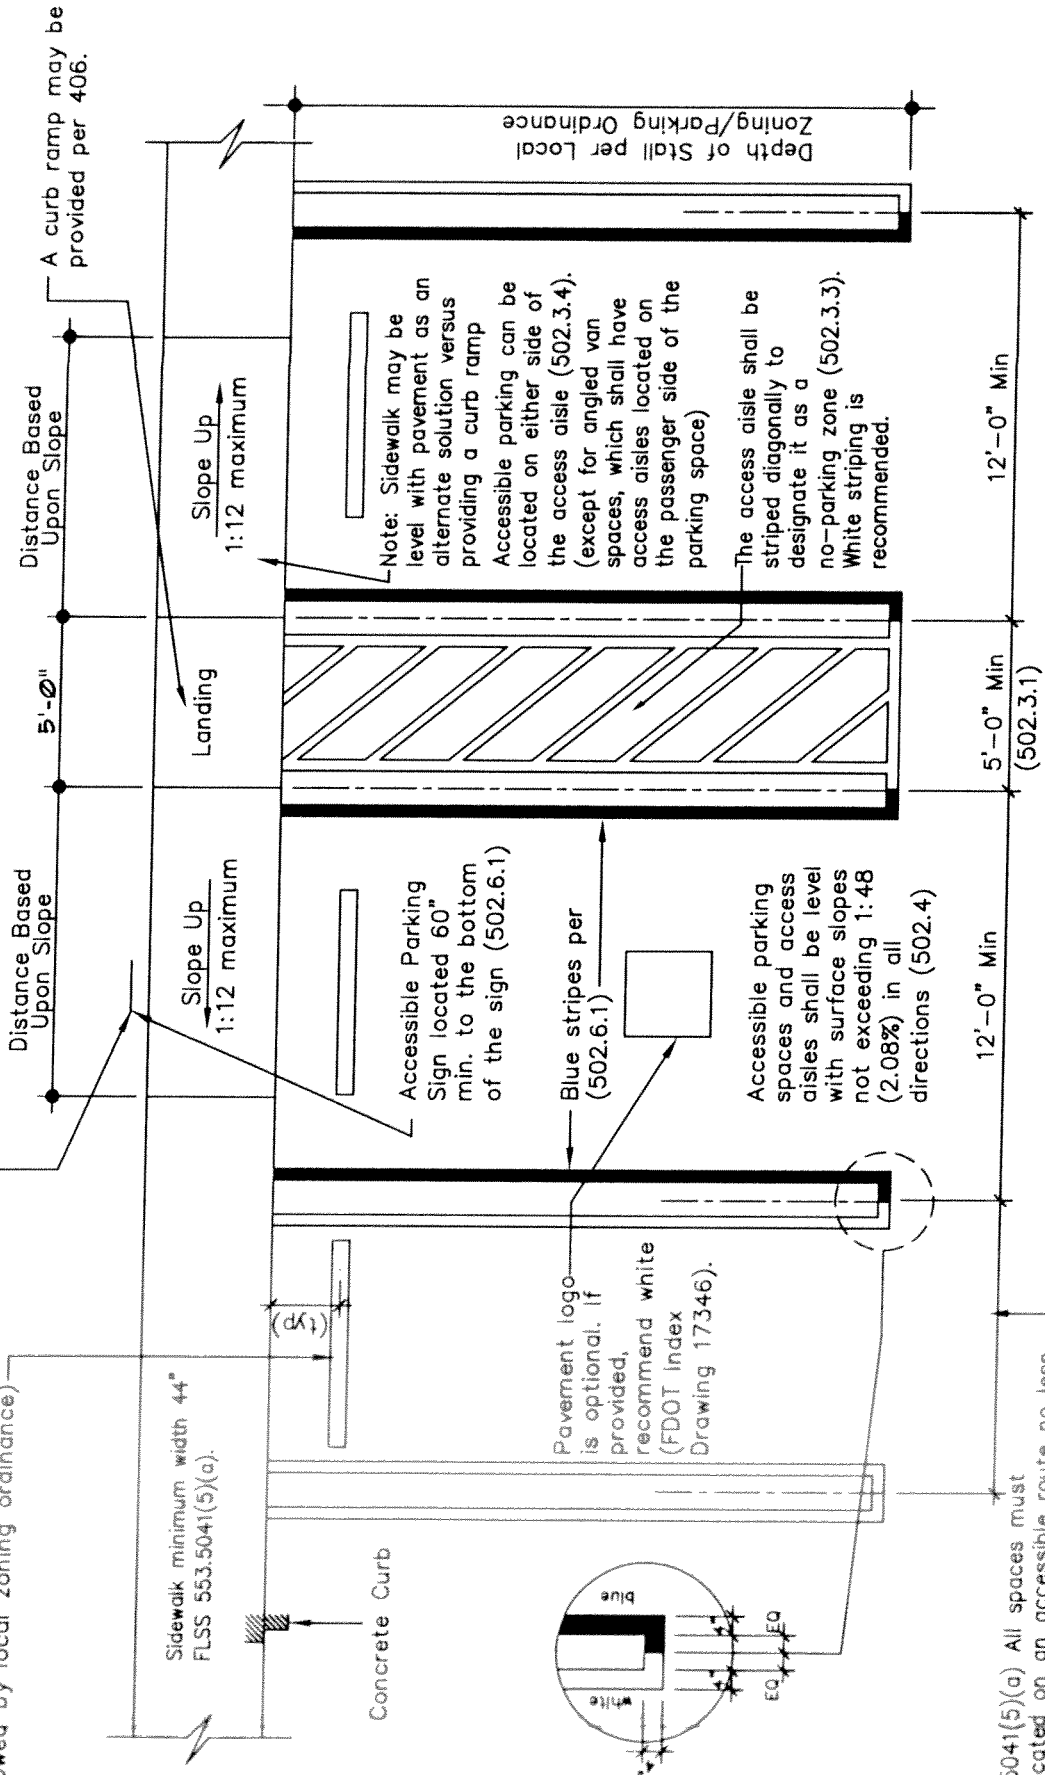 owed by local zoning ordinance)
Sidewalk minimum width 44"
FLSS 553.5041(5)(a).
Concrete Curb
white
blue
4"
4"
EQ
EQ
(typ)
Pavement logo
is optional. If
provided,
recommend white
(FDOT Index
Drawing 17346).
5041(5)(a) All spaces must
Distance Based
Upon Slope
Slope Up
1:12 maximum
5'-0"
Landing
Distance Based
Upon Slope
Slope Up
1:12 maximum
A curb ramp may be
provided per 406.
Accessible Parking
Sign located 60"
min. to the bottom
of the sign (502.6.1)
Blue stripes per
(502.6.1)
Accessible parking
spaces and access
aisles shall be level
with surface slopes
not exceeding 1:48
(2.08%) in all
directions (502.4)
12'-0" Min
5'-0" Min
(502.3.1)
12'-0" Min
Note: Sidewalk may be
level with pavement as an
alternate solution versus
providing a curb ramp
Accessible parking can be
located on either side of
the access aisle (502.3.4).
(except for angled van
spaces, which shall have
access aisles located on
the passenger side of the
parking space)
The access aisle shall be
striped diagonally to
designate it as a
no-parking zone (502.3.3).
White striping is
recommended.
Depth of Stall per Local
Zoning/Parking Ordinance